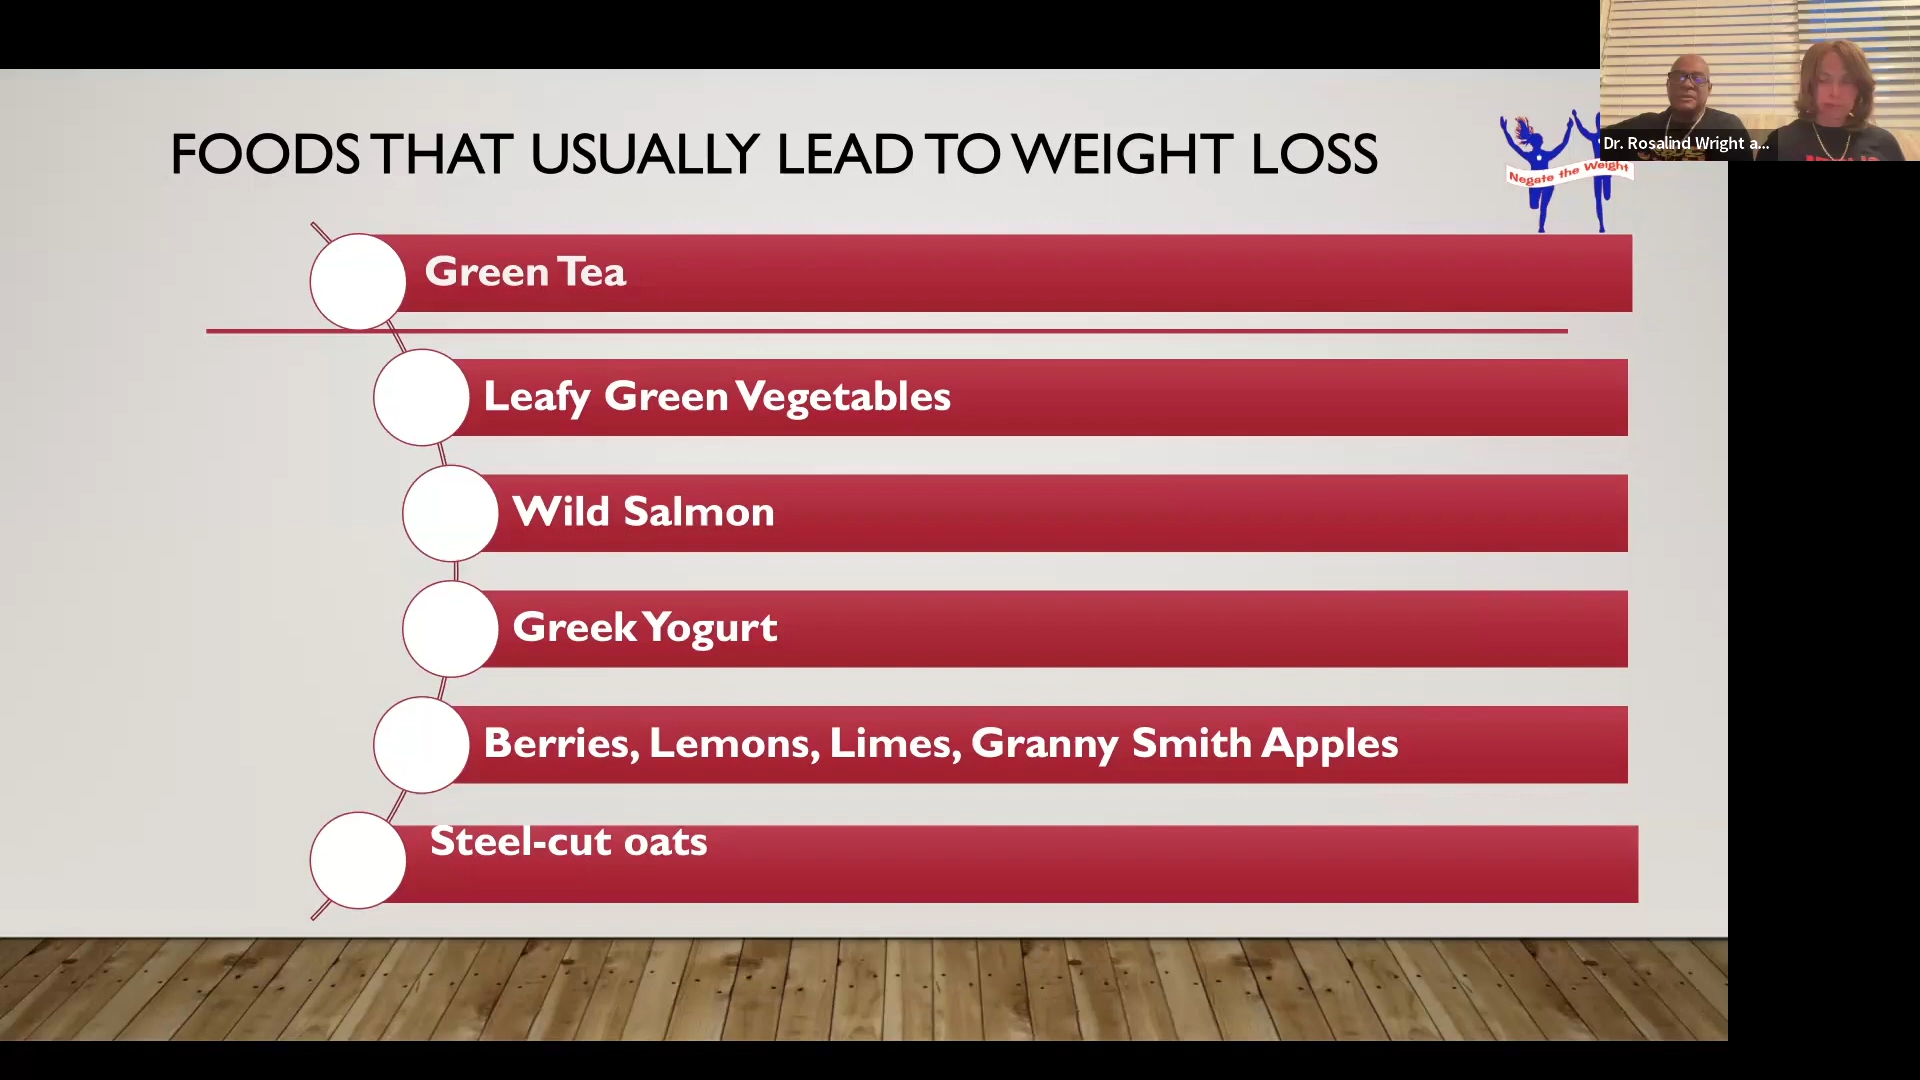 FOODS THAT USUALLY LEAD TO WEIGHT LOSS
Negate the Weight
Dr. Rosalind Wright a...
Green Tea
Leafy Green Vegetables
Wild Salmon
Greek Yogurt
Berries, Lemons, Limes, Granny Smith Apples
Steel-cut oats